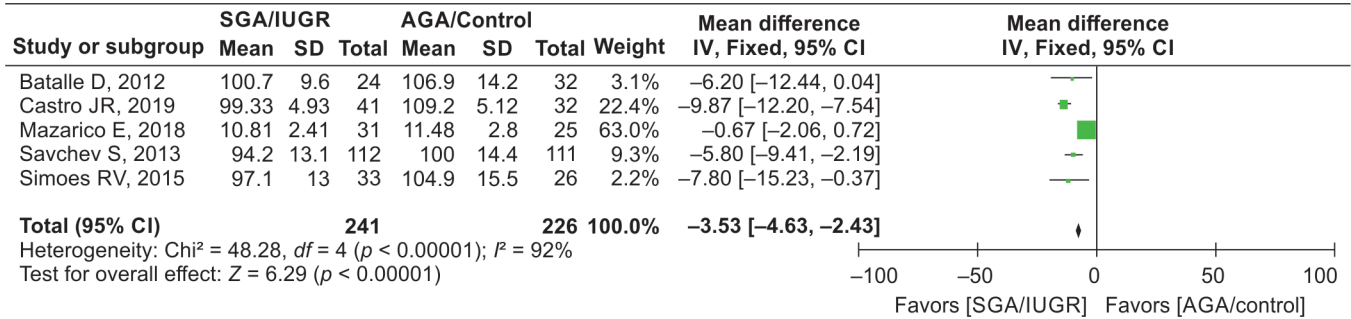 SGA/IUGR AGA/Control Mean difference Mean difference
Study or subgroup Mean SD Total Mean SD Total Weight IV, Fixed, 95% CI IV, Fixed, 95% CI
Batalle D, 2012 100.7 9.6 24 106.9 14.2 32 3.1% –6.20 [–12.44, 0.04]
Castro JR, 2019 99.33 4.93 41 109.2 5.12 32 22.4% –9.87 [–12.20, –7.54]
Mazarico E, 2018 10.81 2.41 31 11.48 2.8 25 63.0% –0.67 [–2.06, 0.72]
Savchev S, 2013 94.2 13.1 112 100 14.4 111 9.3% –5.80 [–9.41, –2.19]
Simoes RV, 2015 97.1 13 33 104.9 15.5 26 2.2% –7.80 [–15.23, –0.37]
Total (95% CI) 241 226 100.0% –3.53 [–4.63, –2.43]
Heterogeneity: Chi² = 48.28, df = 4 (p < 0.00001); I² = 92%
Test for overall effect: Z = 6.29 (p < 0.00001)
–100 –50 0 50 100
Favors [SGA/IUGR] Favors [AGA/control]